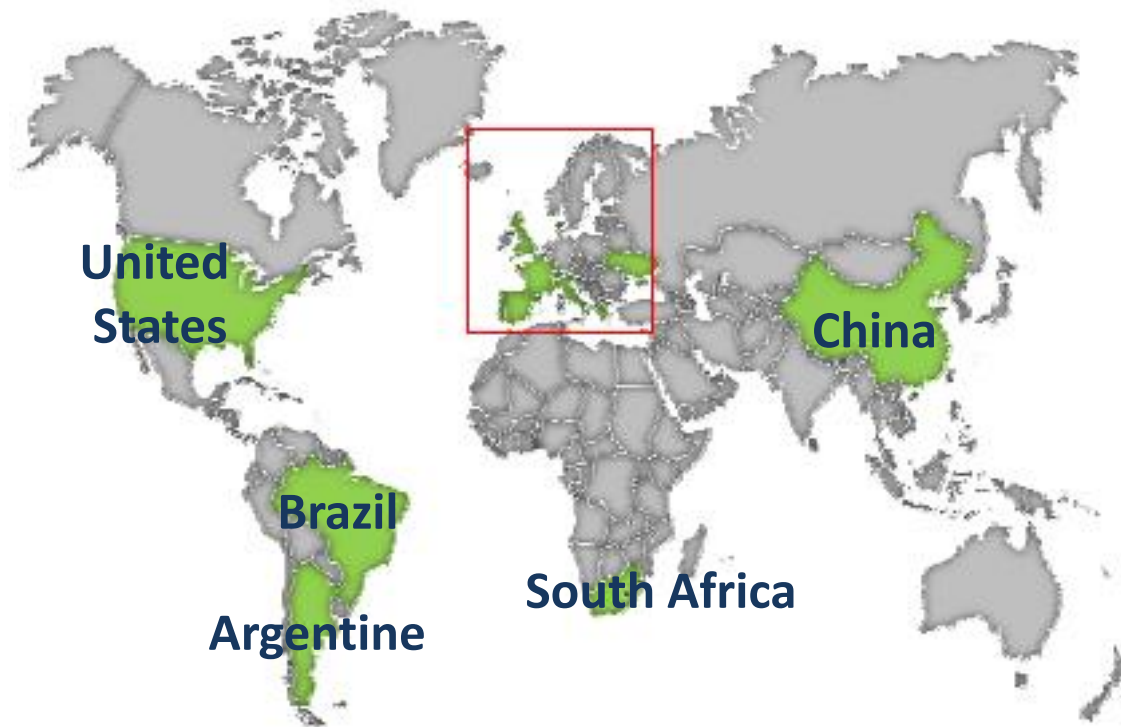 United
States
China
Brazil
South Africa
Argentine